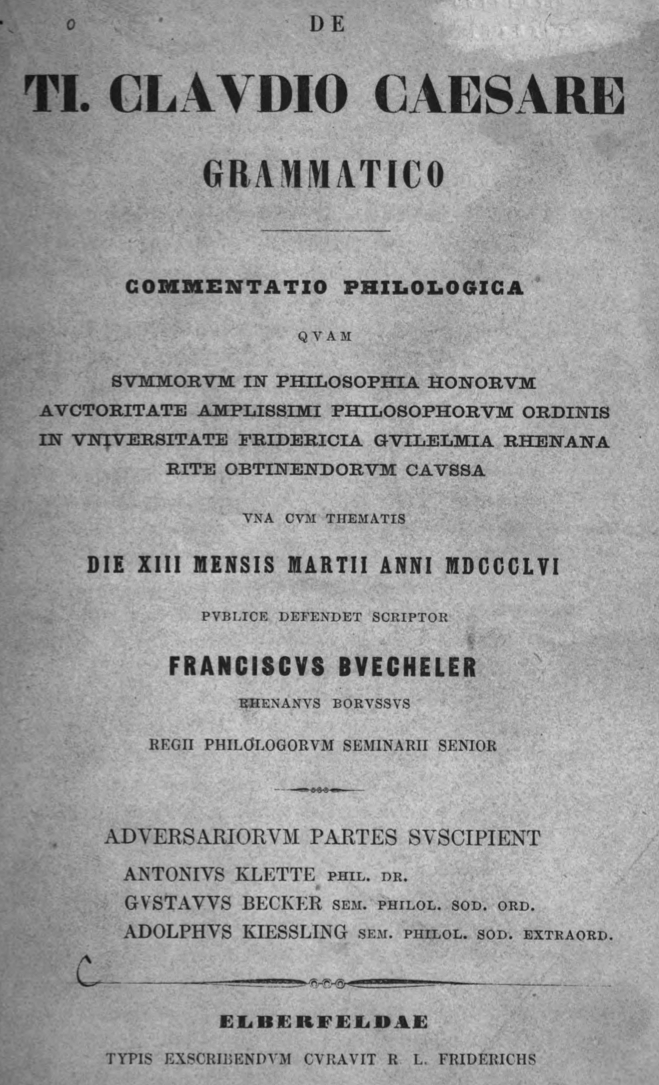 DE
TI. CLAVDIO CAESARE
GRAMMATICO
COMMENTATIO PHILOLOGICA
QVAM
SVMMORVM IN PHILOSOPHIA HONORVM
AVCTORITATE AMPLISSIMI PHILOSOPHORVM ORDINIS
IN VNIVERSITATE FRIDERICIA GVILELMIA RHENANA
RITE OBTINENDORVM CAVSSA
VNA CVM THEMATIS
DIE XIII MENSIS MARTII ANNI MDCCCLVI
PVBLICE DEFENDET SCRIPTOR
FRANCISCVS BVECHELER
RHENANVS BORVSSVS
REGII PHILOLOGORVM SEMINARII SENIOR
ADVERSARIORVM PARTES SVSCIPIENT
ANTONIVS KLETTE PHIL. DR.
GVSTAVVS BECKER SEM. PHILOL. SOD. ORD.
ADOLPHVS KIESSLING SEM. PHILOL. SOD. EXTRAORD.
ELBERFELDAE
TYPIS EXSCRIBENDVM CVRAVIT R. L. FRIDERICHS